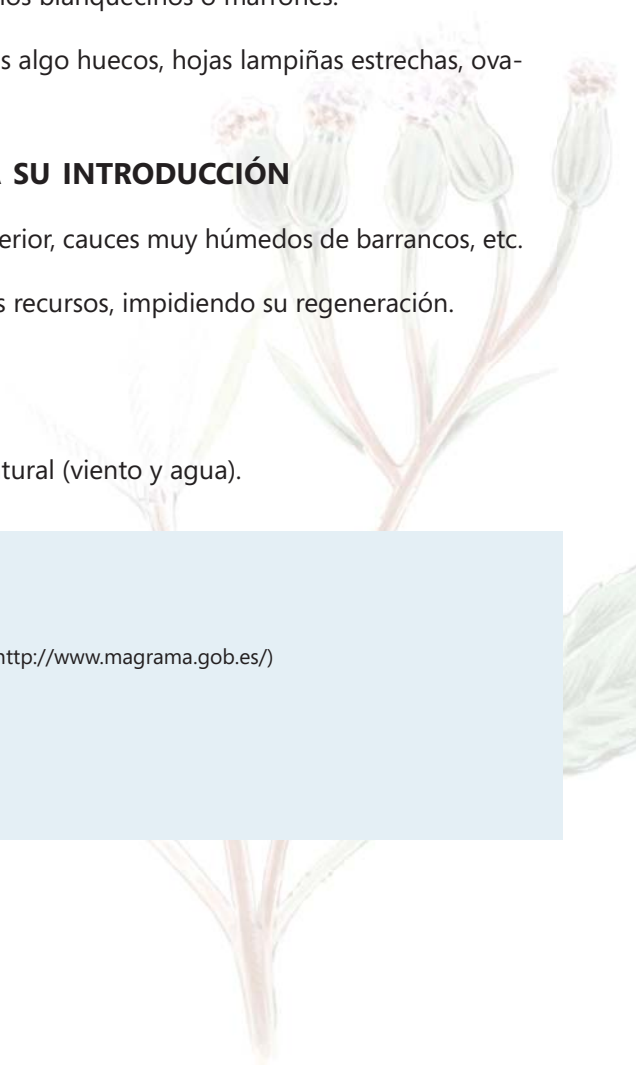 los blanquecinos o marrones.
s algo huecos, hojas lampiñas estrechas, ova-
SU INTRODUCCIÓN
erior, cauces muy húmedos de barrancos, etc.
s recursos, impidiendo su regeneración.
tural (viento y agua).
http://www.magrama.gob.es/)